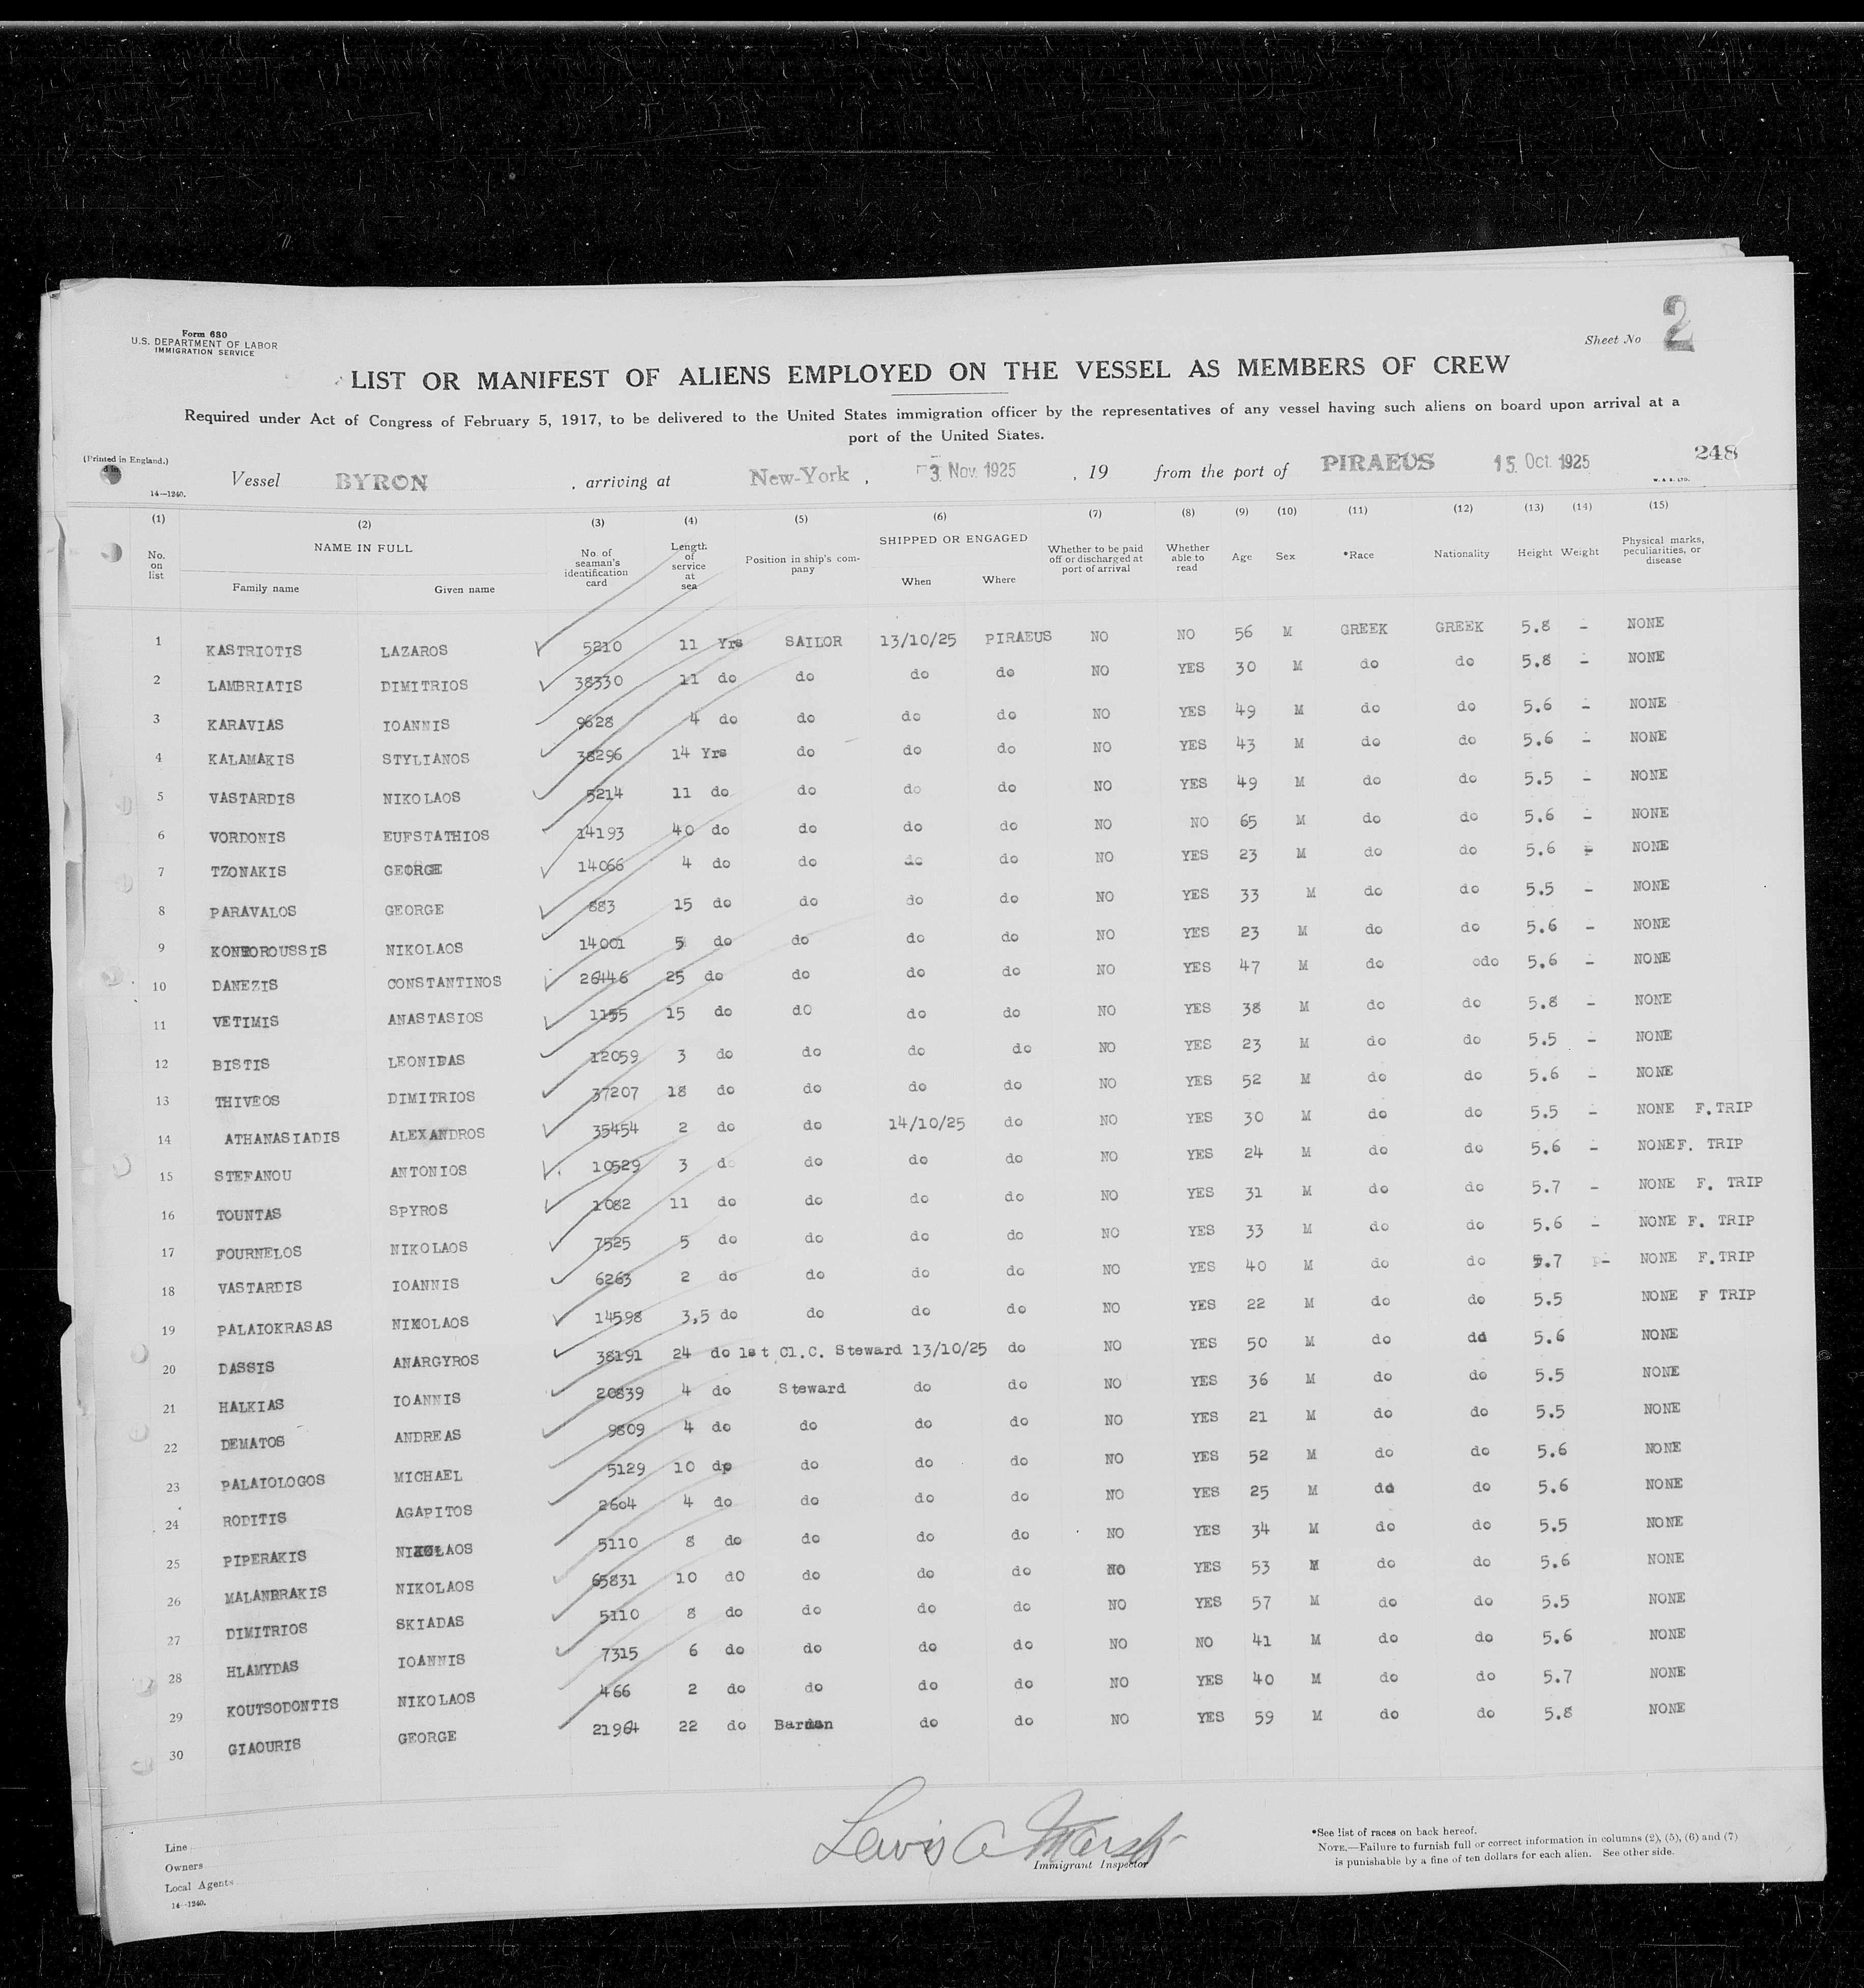 Form 680
U.S. DEPARTMENT OF LABOR
IMMIGRATION SERVICE
Sheet No 2
LIST OR MANIFEST OF ALIENS EMPLOYED ON THE VESSEL AS MEMBERS OF CREW
Required under Act of Congress of February 5, 1917, to be delivered to the United States immigration officer by the representatives of any vessel having such aliens on board upon arrival at a
port of the United States.
(Printed in England.)
248
Vessel BYRON , arriving at New-York , 3 Nov. 1925 , 19 from the port of PIRAEUS 15 Oct. 1925
14—1240.
W. & S. LTD.
(1) (2) (3) (4) (5) (6) (7) (8) (9) (10) (11) (12) (13) (14) (15)
No. on list NAME IN FULL Family name Given name No. of seaman's identification card Length of service at sea Position in ship's company SHIPPED OR ENGAGED When Where Whether to be paid off or discharged at port of arrival Whether able to read Age Sex *Race Nationality Height Weight Physical marks, peculiarities, or disease
1 KASTRIOTIS LAZAROS 5210 11 Yrs SAILOR 13/10/25 PIRAEUS NO NO 56 M GREEK GREEK 5.8 - NONE
2 LAMBRIATIS DIMITRIOS 38330 11 do do do do NO YES 30 M do do 5.8 - NONE
3 KARAVIAS IOANNIS 9628 4 do do do do NO YES 49 M do do 5.6 - NONE
4 KALAMAKIS STYLIANOS 38296 14 Yrs do do do NO YES 43 M do do 5.6 - NONE
5 VASTARDIS NIKOLAOS 5214 11 do do do do NO YES 49 M do do 5.5 - NONE
6 VORDONIS EUFSTATHIOS 14193 40 do do do do NO NO 65 M do do 5.6 - NONE
7 TZONAKIS GEORGE 14066 4 do do do do NO YES 23 M do do 5.6 - NONE
8 PARAVALOS GEORGE 883 15 do do do do NO YES 33 M do do 5.5 - NONE
9 NIKOLAOS 14001 5 do do do do NO YES 23 M do do 5.6 - NONE
10 DANEZIS CONSTANTINOS 26446 25 do do do do NO YES 47 M do odo 5.6 - NONE
11 VETIMIS ANASTASIOS 1155 15 do do do do NO YES 38 M do do 5.8 - NONE
12 BISTIS LEONIDAS 12059 3 do do do do NO YES 23 M do do 5.5 - NONE
13 THIVEOS DIMITRIOS 37207 18 do do do do NO YES 52 M do do 5.6 - NONE
14 ATHANASIADIS ALEXANDROS 35454 2 do do 14/10/25 do NO YES 30 M do do 5.5 - NONE F.TRIP
15 STEFANOU ANTONIOS 10529 3 do do do do NO YES 24 M do do 5.6 - NONEF. TRIP
16 TOUNTAS SPYROS 1082 11 do do do do NO YES 31 M do do 5.7 - NONE F. TRIP
17 FOURNELOS NIKOLAOS 7525 5 do do do do NO YES 33 M do do 5.6 - NONE F. TRIP
18 VASTARDIS IOANNIS 6263 2 do do do do NO YES 40 M do do 5.7 - NONE F.TRIP
19 PALAIOKRASAS NIKOLAOS 14598 3,5 do do do do NO YES 22 M do do 5.5 NONE F TRIP
20 DASSIS ANARGYROS 38191 24 do 1st Cl.C. Steward 13/10/25 do NO YES 50 M do dd 5.6 NONE
21 HALKIAS IOANNIS 20839 4 do Steward do do NO YES 36 M do do 5.5 NONE
22 DEMATOS ANDREAS 9809 4 do do do do NO YES 21 M do do 5.5 NONE
23 PALAIOLOGOS MICHAEL 5129 10 dp do do do NO YES 52 M do do 5.6 NONE
24 RODITIS AGAPITOS 2604 4 do do do do NO YES 25 M dd do 5.6 NONE
25 PIPERAKIS NIKOLAOS 5110 8 do do do do NO YES 34 M do do 5.5 NONE
26 MALANDRAKIS NIKOLAOS 65831 10 dO do do do NO YES 53 M do do 5.6 NONE
27 DIMITRIOS SKIADAS 5110 8 do do do do NO YES 57 M do do 5.5 NONE
28 HLAMYDAS IOANNIS 7315 6 do do do do NO NO 41 M do do 5.6 NONE
29 KOUTSODONTIS NIKOLAOS 466 2 do do do do NO YES 40 M do do 5.7 NONE
30 GIAOURIS GEORGE 21964 22 do Barman do do NO YES 59 M do do 5.8 NONE
Line
Owners
Local Agents
14—1240.
Lewis A
Immigrant Inspector
*See list of races on back hereof.
NOTE.—Failure to furnish full or correct information in columns (2), (5), (6) and (7)
is punishable by a fine of ten dollars for each alien. See other side.